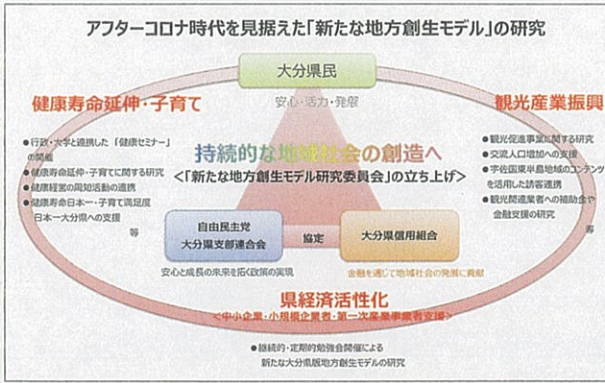 アフターコロナ時代を見据えた「新たな地方創生モデル」の研究
大分県民
安心・活力・発展
健康寿命延伸・子育て
●行政・大学と連携した「健康セミナー」
の開催
●健康寿命延伸・子育てに関する研究
●健康経営の周知活動の連携
●健康寿命日本一・子育て満足度
日本一大分県への支援
等
観光産業振興
●観光促進事業に関する研究
●交流人口増加への支援
●宇佐国東半島地域のコンテンツ
を活用した誘客連携
●観光関連業者への補助金や
金融支援の研究
等
持続的な地域社会の創造へ
<「新たな地方創生モデル研究委員会」の立ち上げ>
自由民主党
大分県支部連合会
協定
大分県信用組合
安心と成長の未来を拓く政策の実現
金融を通じて地域社会の発展に貢献
県経済活性化
<中小企業・小規模企業者・第一次産業事業者支援>
●継続的・定期的勉強会開催による
新たな大分県版地方創生モデルの研究